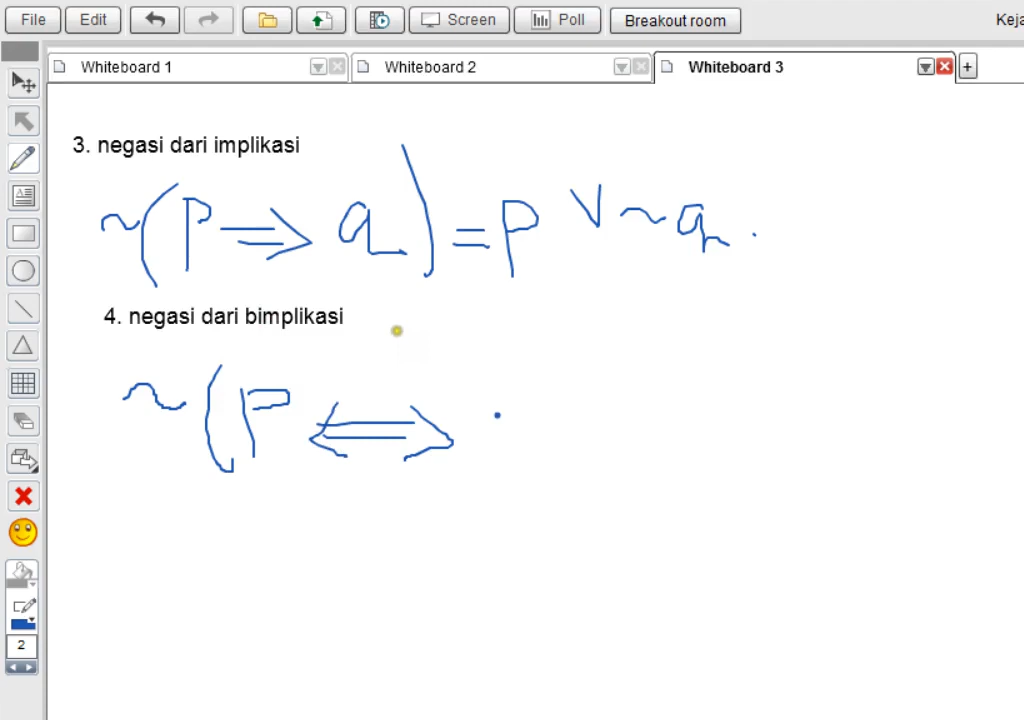 File Edit Screen Poll Breakout room Keja
Whiteboard 1 Whiteboard 2 Whiteboard 3 +
3. negasi dari implikasi
~(P ⇒ q) = P ∨ ~q .
4. negasi dari bimplikasi
~(P ⇔ .
2